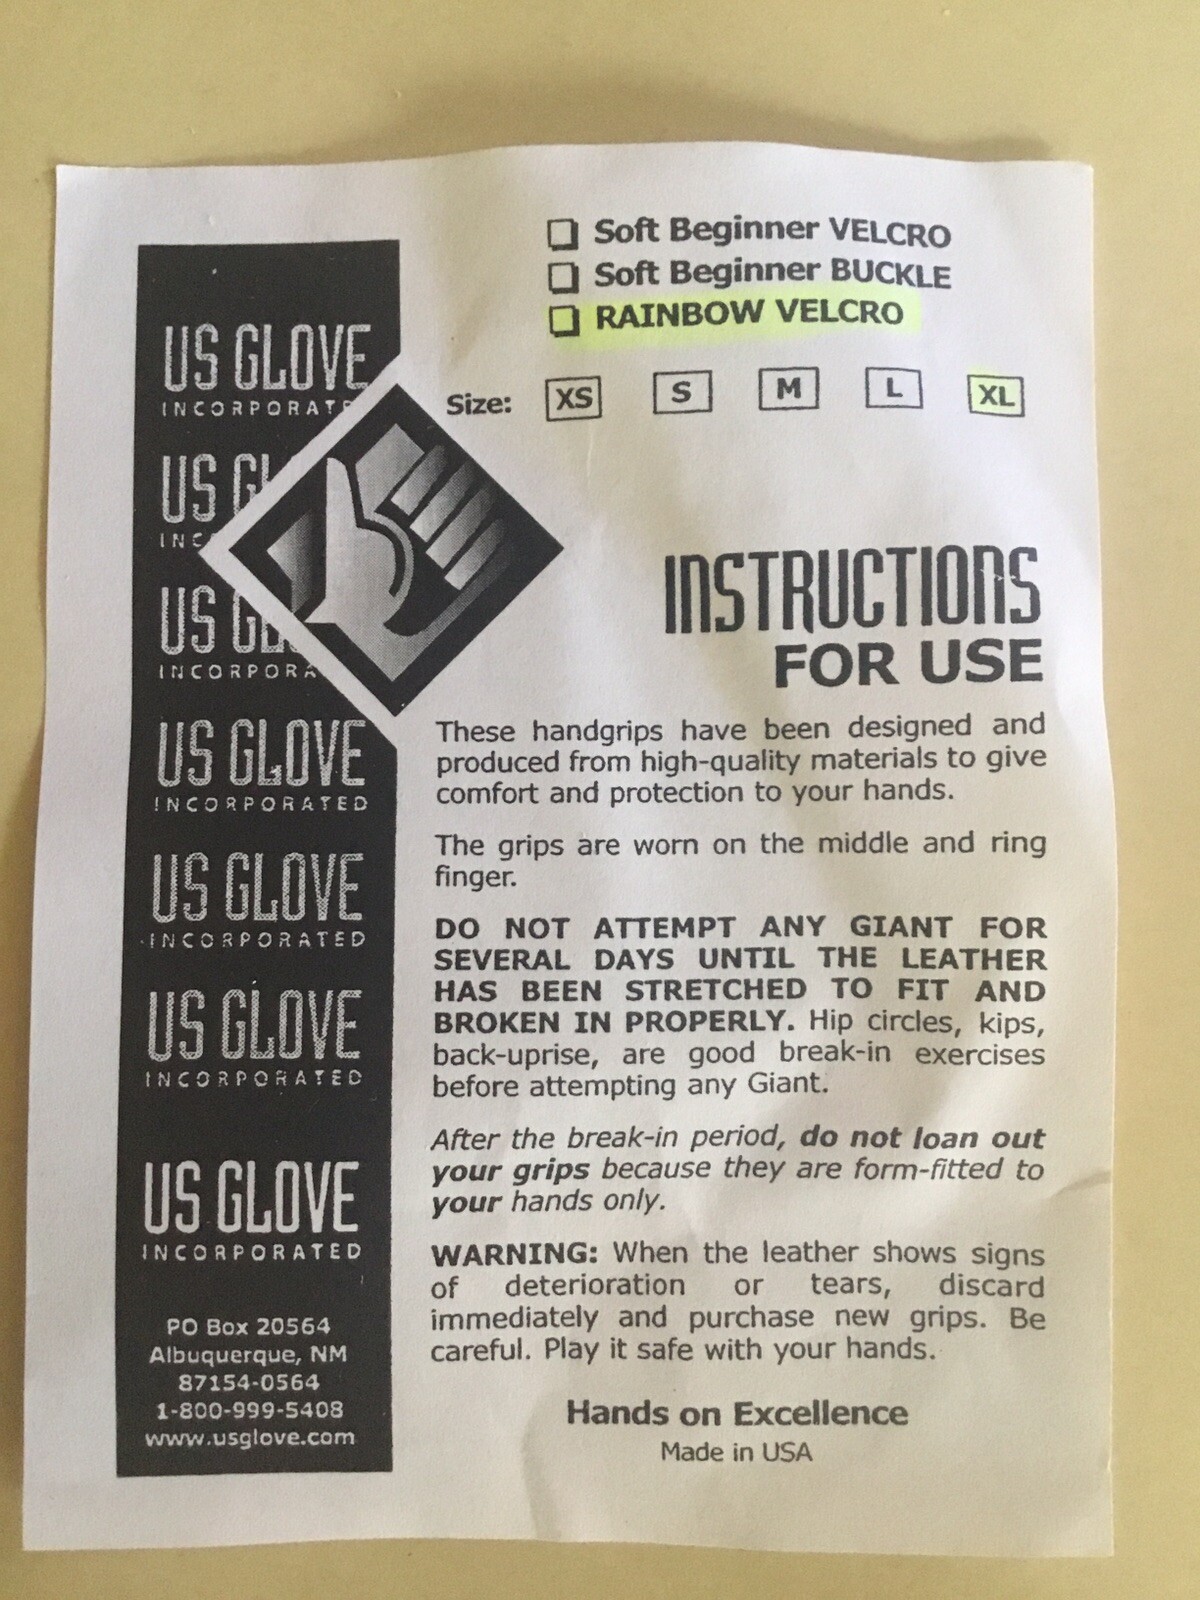 Soft Beginner VELCRO
Soft Beginner BUCKLE
RAINBOW VELCRO
Size: XS S M L XL
US GLOVE
INCORPORATE
US GL
INC
US GL
INCORPORA
US GLOVE
INCORPORATED
US GLOVE
INCORPORATED
US GLOVE
INCORPORATED
US GLOVE
INCORPORATED
PO Box 20564
Albuquerque, NM
87154-0564
1-800-999-5408
www.usglove.com
INSTRUCTIONS
FOR USE
These handgrips have been designed and
produced from high-quality materials to give
comfort and protection to your hands.
The grips are worn on the middle and ring
finger.
DO NOT ATTEMPT ANY GIANT FOR
SEVERAL DAYS UNTIL THE LEATHER
HAS BEEN STRETCHED TO FIT AND
BROKEN IN PROPERLY. Hip circles, kips,
back-uprise, are good break-in exercises
before attempting any Giant.
After the break-in period, do not loan out
your grips because they are form-fitted to
your hands only.
WARNING: When the leather shows signs
of deterioration or tears, discard
immediately and purchase new grips. Be
careful. Play it safe with your hands.
Hands on Excellence
Made in USA